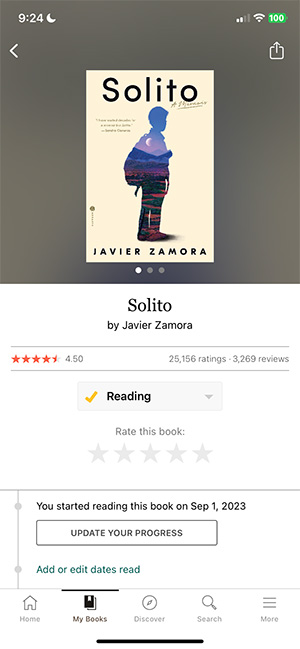 9:24
100
Solito
A Memoir
JAVIER ZAMORA
Solito
by Javier Zamora
4.50
25,156 ratings · 3,269 reviews
Reading
Rate this book:
You started reading this book on Sep 1, 2023
UPDATE YOUR PROGRESS
Add or edit dates read
Home
My Books
Discover
Search
More